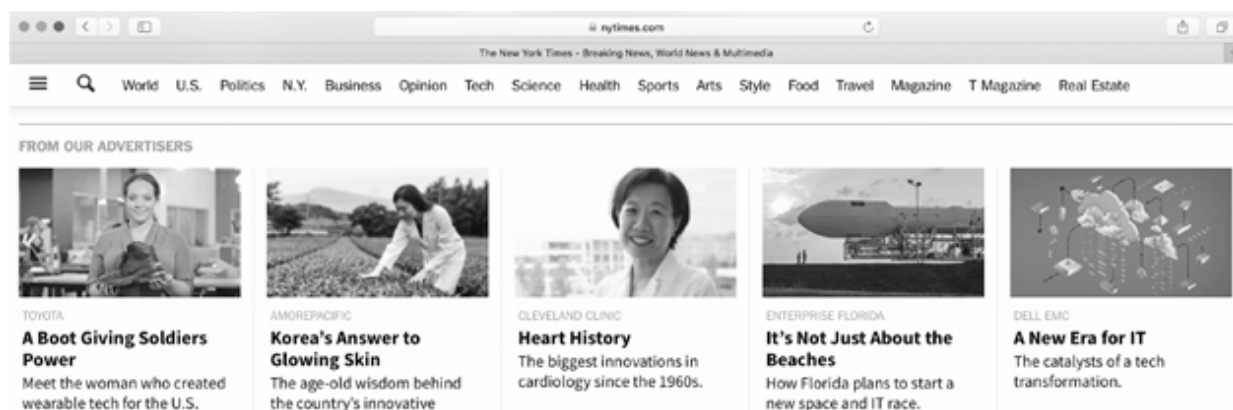 nytimes.com
The New York Times - Breaking News, World News & Multimedia
World U.S. Politics N.Y. Business Opinion Tech Science Health Sports Arts Style Food Travel Magazine T Magazine Real Estate
FROM OUR ADVERTISERS
TOYOTA
A Boot Giving Soldiers
Power
Meet the woman who created
wearable tech for the U.S.
AMOREPACIFIC
Korea's Answer to
Glowing Skin
The age-old wisdom behind
the country's innovative
CLEVELAND CLINIC
Heart History
The biggest innovations in
cardiology since the 1960s.
ENTERPRISE FLORIDA
It's Not Just About the
Beaches
How Florida plans to start a
new space and IT race.
DELL EMC
A New Era for IT
The catalysts of a tech
transformation.